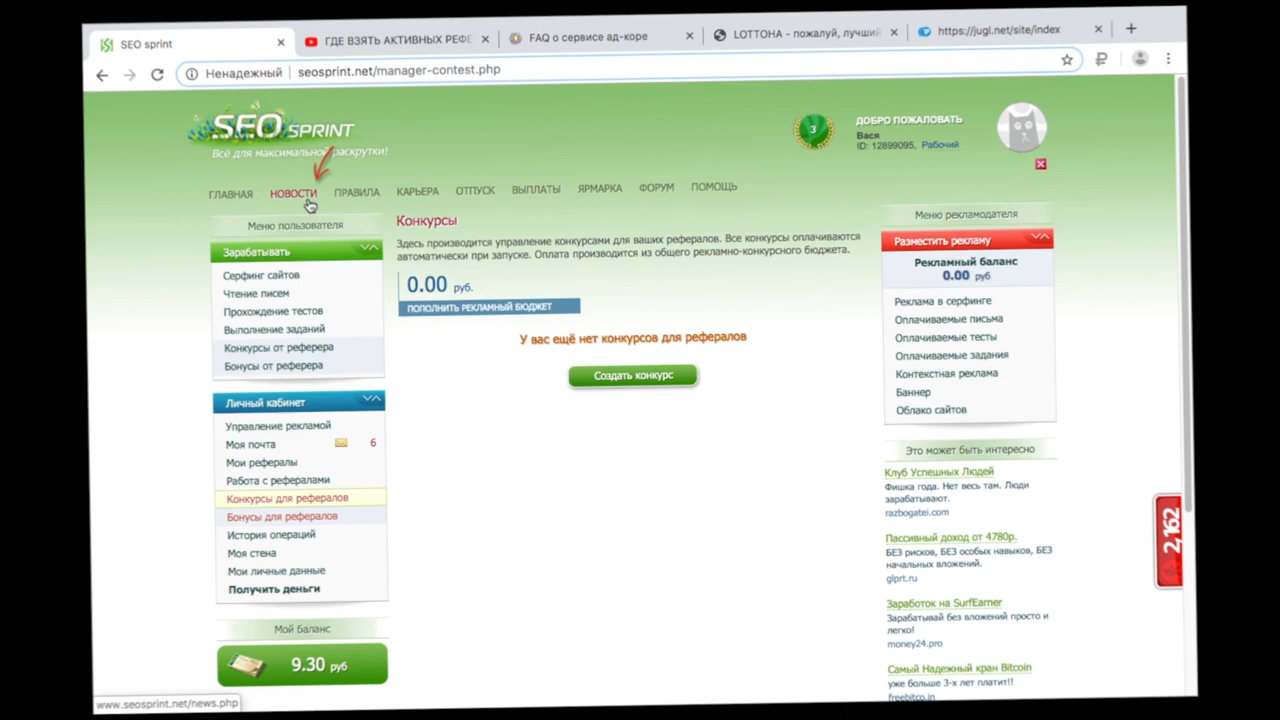 SEO sprint
ГДЕ ВЗЯТЬ АКТИВНЫХ РЕФЕ
FAQ о сервисе ад-коре
LOTTOHA - пожалуй, лучший
https://jugl.net/site/index
Ненадежный
seosprint.net/manager-contest.php
SEO SPRINT
Всё для максимальной раскрутки!
3
ДОБРО ПОЖАЛОВАТЬ
Вася
ID: 12899095, Рабочий
ГЛАВНАЯ НОВОСТИ ПРАВИЛА КАРЬЕРА ОТПУСК ВЫПЛАТЫ ЯРМАРКА ФОРУМ ПОМОЩЬ
Меню пользователя
Зарабатывать
Серфинг сайтов
Чтение писем
Прохождение тестов
Выполнение заданий
Конкурсы от реферера
Бонусы от реферера
Личный кабинет
Управление рекламой
Моя почта 6
Мои рефералы
Работа с рефералами
Конкурсы для рефералов
Бонусы для рефералов
История операций
Моя стена
Мои личные данные
Получить деньги
Мой баланс
9.30 руб
www.seosprint.net/news.php
Конкурсы
Здесь производится управление конкурсами для ваших рефералов. Все конкурсы оплачиваются
автоматически при запуске. Оплата производится из общего рекламно-конкурсного бюджета.
0.00 руб.
ПОПОЛНИТЬ РЕКЛАМНЫЙ БЮДЖЕТ
У вас ещё нет конкурсов для рефералов
Создать конкурс
Меню рекламодателя
Разместить рекламу
Рекламный баланс
0.00 руб
Реклама в серфинге
Оплачиваемые письма
Оплачиваемые тесты
Оплачиваемые задания
Контекстная реклама
Баннер
Облако сайтов
Это может быть интересно
Клуб Успешных Людей
Фишка года. Нет весь там. Люди
зарабатывают.
razbogatei.com
Пассивный доход от 4780р.
БЕЗ рисков, БЕЗ особых навыков, БЕЗ
начальных вложений.
glprt.ru
Заработок на SurfEarner
Зарабатывай без вложений просто и
легко!
money24.pro
Самый Надежный кран Bitcoin
уже больше 3-х лет платит!!
freebitco.in
2,162